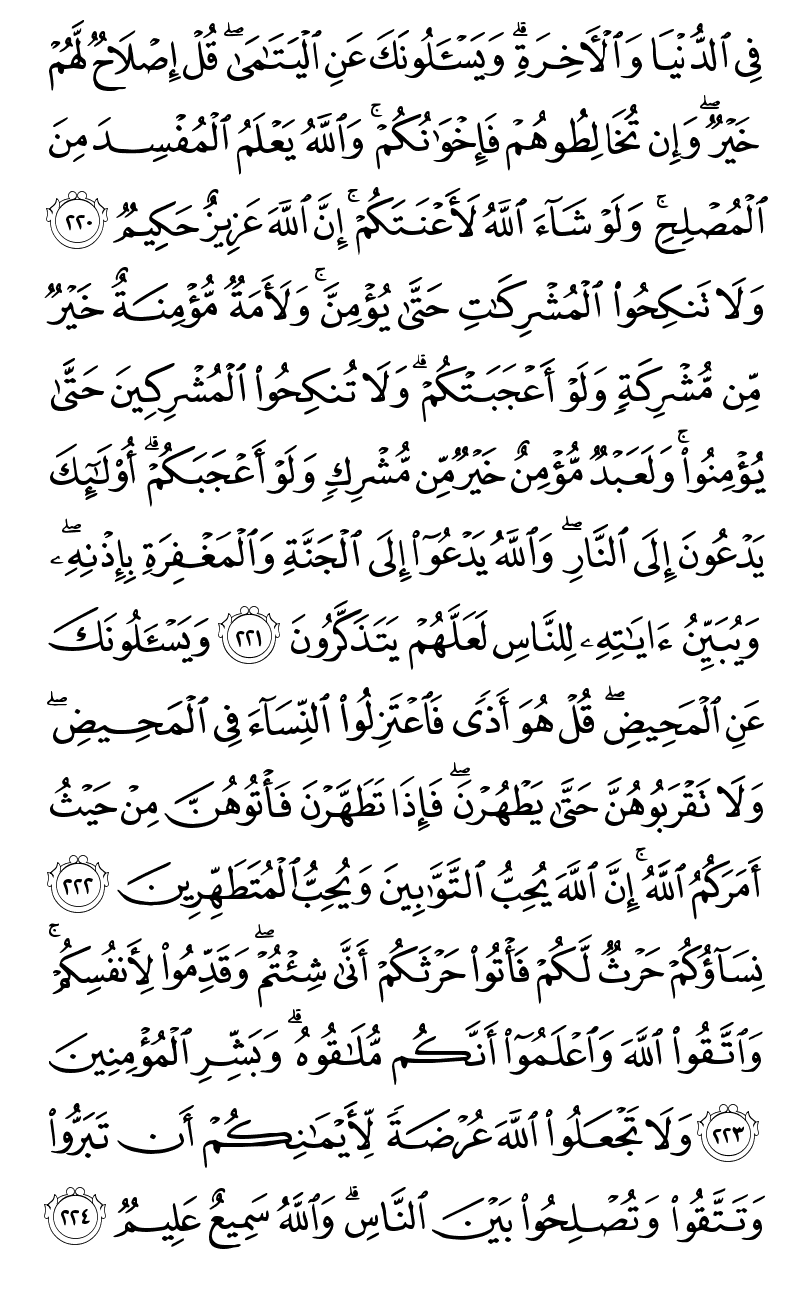 فِى ٱلدُّنْيَا وَٱلْـَٔاخِرَةِ ۗ وَيَسْـَٔلُونَكَ عَنِ ٱلْيَتَـٰمَىٰ ۖ قُلْ إِصْلَاحٌ لَّهُمْ
خَيْرٌ ۖ وَإِن تُخَالِطُوهُمْ فَإِخْوَٰنُكُمْ ۚ وَٱللَّهُ يَعْلَمُ ٱلْمُفْسِدَ مِنَ
ٱلْمُصْلِحِ ۚ وَلَوْ شَآءَ ٱللَّهُ لَأَعْنَتَكُمْ ۚ إِنَّ ٱللَّهَ عَزِيزٌ حَكِيمٌ ٢٢٠
وَلَا تَنكِحُوا۟ ٱلْمُشْرِكَـٰتِ حَتَّىٰ يُؤْمِنَّ ۚ وَلَأَمَةٌ مُّؤْمِنَةٌ خَيْرٌ
مِّن مُّشْرِكَةٍ وَلَوْ أَعْجَبَتْكُمْ ۗ وَلَا تُنكِحُوا۟ ٱلْمُشْرِكِينَ حَتَّىٰ
يُؤْمِنُوا۟ ۚ وَلَعَبْدٌ مُّؤْمِنٌ خَيْرٌ مِّن مُّشْرِكٍ وَلَوْ أَعْجَبَكُمْ ۗ أُو۟لَـٰٓئِكَ
يَدْعُونَ إِلَى ٱلنَّارِ ۖ وَٱللَّهُ يَدْعُوٓا۟ إِلَى ٱلْجَنَّةِ وَٱلْمَغْفِرَةِ بِإِذْنِهِۦ ۖ
وَيُبَيِّنُ ءَايَـٰتِهِۦ لِلنَّاسِ لَعَلَّهُمْ يَتَذَكَّرُونَ ٢٢١ وَيَسْـَٔلُونَكَ
عَنِ ٱلْمَحِيضِ ۖ قُلْ هُوَ أَذًى فَٱعْتَزِلُوا۟ ٱلنِّسَآءَ فِى ٱلْمَحِيضِ ۖ
وَلَا تَقْرَبُوهُنَّ حَتَّىٰ يَطْهُرْنَ ۖ فَإِذَا تَطَهَّرْنَ فَأْتُوهُنَّ مِنْ حَيْثُ
أَمَرَكُمُ ٱللَّهُ ۚ إِنَّ ٱللَّهَ يُحِبُّ ٱلتَّوَّٰبِينَ وَيُحِبُّ ٱلْمُتَطَهِّرِينَ ٢٢٢
نِسَآؤُكُمْ حَرْثٌ لَّكُمْ فَأْتُوا۟ حَرْثَكُمْ أَنَّىٰ شِئْتُمْ ۖ وَقَدِّمُوا۟ لِأَنفُسِكُمْ ۚ
وَٱتَّقُوا۟ ٱللَّهَ وَٱعْلَمُوٓا۟ أَنَّكُم مُّلَـٰقُوهُ ۗ وَبَشِّرِ ٱلْمُؤْمِنِينَ
٢٢٣ وَلَا تَجْعَلُوا۟ ٱللَّهَ عُرْضَةً لِّأَيْمَـٰنِكُمْ أَن تَبَرُّوا۟
وَتَتَّقُوا۟ وَتُصْلِحُوا۟ بَيْنَ ٱلنَّاسِ ۗ وَٱللَّهُ سَمِيعٌ عَلِيمٌ ٢٢٤